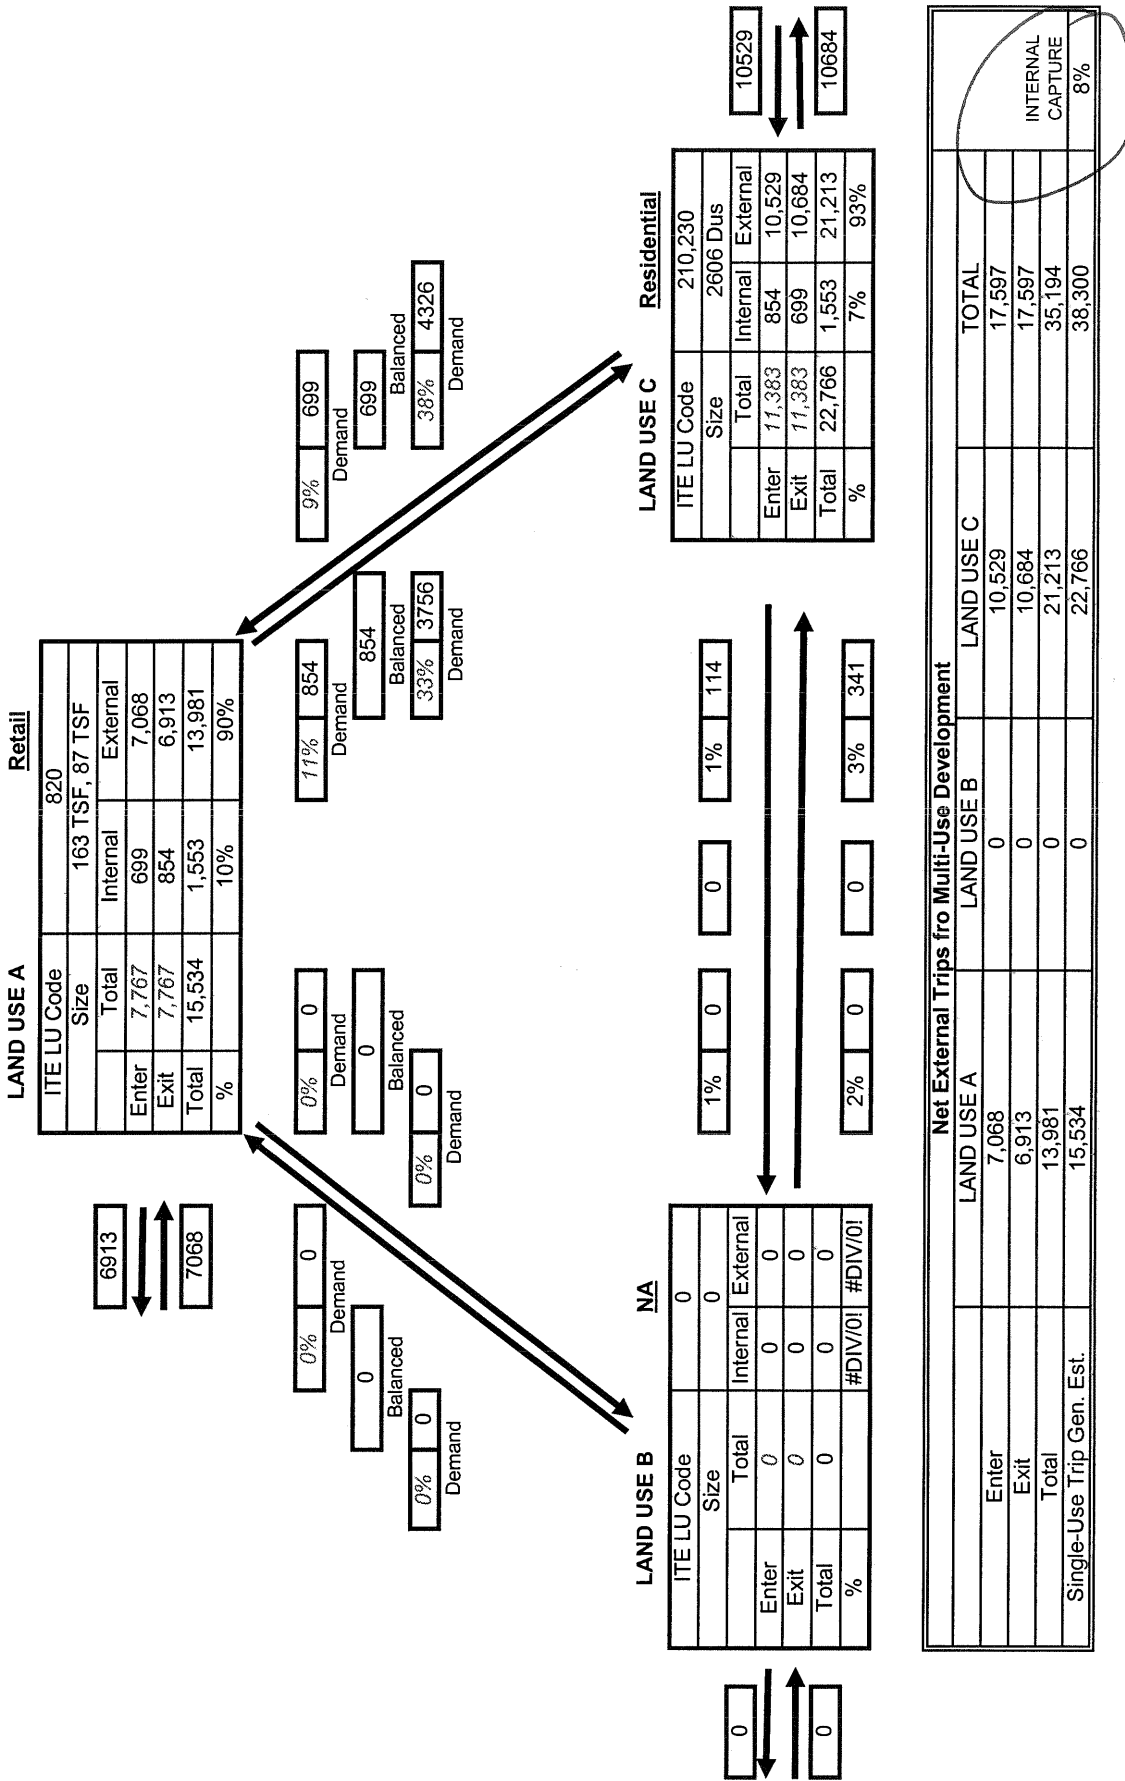 LAND USE A Retail
ITE LU Code 820
Size 163 TSF, 87 TSF
Total Internal External
Enter 7,767 699 7,068
Exit 7,767 854 6,913
Total 15,534 1,553 13,981
% 10% 90%
6913
7068
0% 0
Demand
0
Balanced
0% 0
Demand
0% 0
Demand
0
Balanced
0% 0
Demand
11% 854
Demand
854
Balanced
33% 3756
Demand
9% 699
Demand
699
Balanced
38% 4326
Demand
LAND USE B NA
ITE LU Code 0
Size 0
Total Internal External
Enter 0 0 0
Exit 0 0 0
Total 0 0 0
% #DIV/0! #DIV/0!
0
0
1% 0 0 1% 114
2% 0 0 3% 341
LAND USE C Residential
ITE LU Code 210,230
Size 2606 Dus
Total Internal External
Enter 11,383 854 10,529
Exit 11,383 699 10,684
Total 22,766 1,553 21,213
% 7% 93%
10529
10684
Net External Trips fro Multi-Use Development
LAND USE A LAND USE B LAND USE C TOTAL
Enter 7,068 0 10,529 17,597
Exit 6,913 0 10,684 17,597
Total 13,981 0 21,213 35,194
INTERNAL
CAPTURE
Single-Use Trip Gen. Est. 15,534 0 22,766 38,300 8%